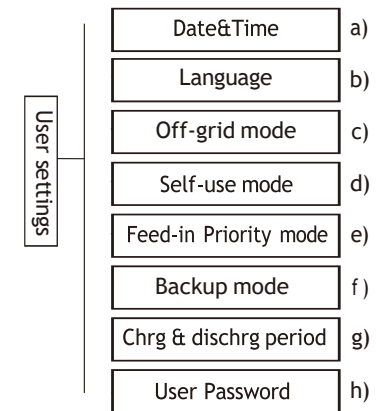 User settings
Date&Time a)
Language b)
Off-grid mode c)
Self-use mode d)
Feed-in Priority mode e)
Backup mode f)
Chrg & dischrg period g)
User Password h)